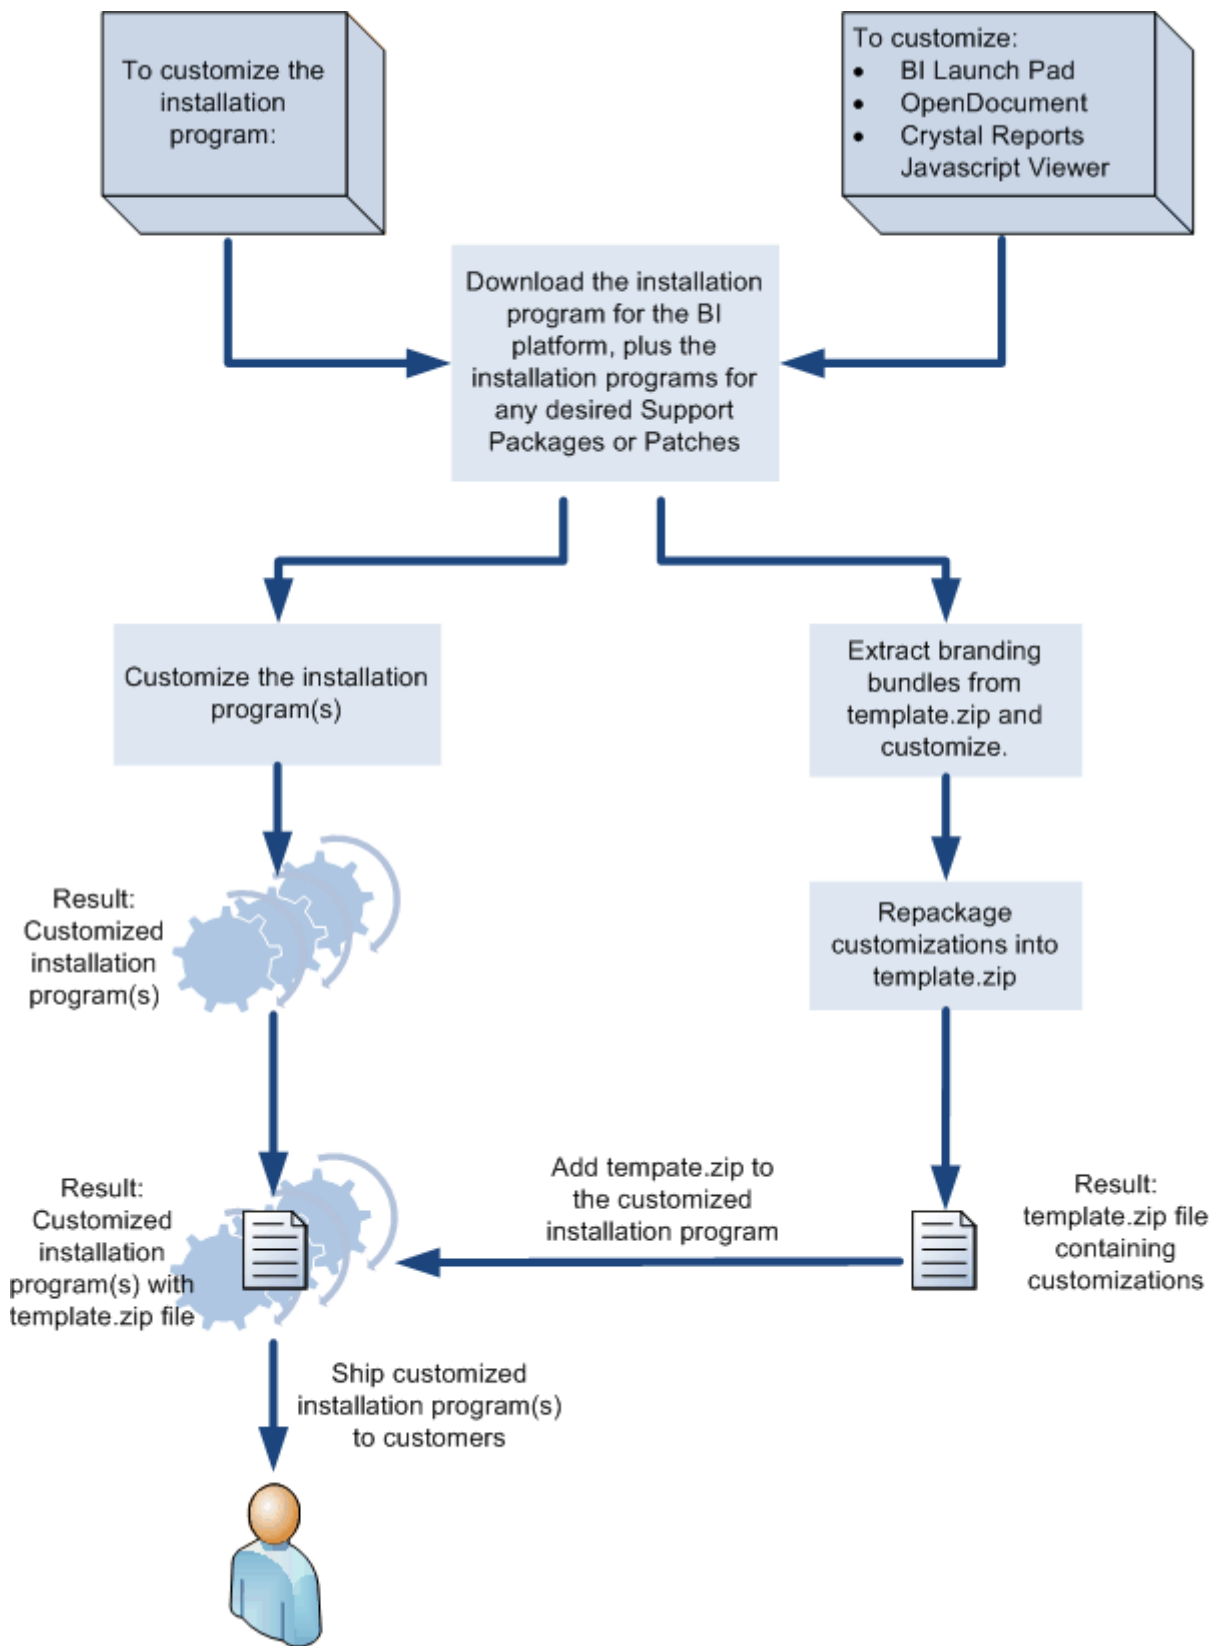 To customize the
installation
program:
To customize:
• BI Launch Pad
• OpenDocument
• Crystal Reports
Javascript Viewer
Download the installation
program for the BI
platform, plus the
installation programs for
any desired Support
Packages or Patches
Customize the installation
program(s)
Extract branding
bundles from
template.zip and
customize.
Result:
Customized
installation
program(s)
Repackage
customizations into
template.zip
Result:
Customized
installation
program(s) with
template.zip file
Add tempate.zip to
the customized
installation program
Result:
template.zip file
containing
customizations
Ship customized
installation program(s)
to customers